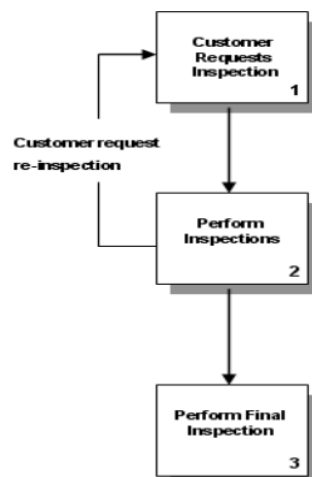 Customer
Requests
Inspection
1
Customer request
re-inspection
Perform
Inspections
2
Perform Final
Inspection
3